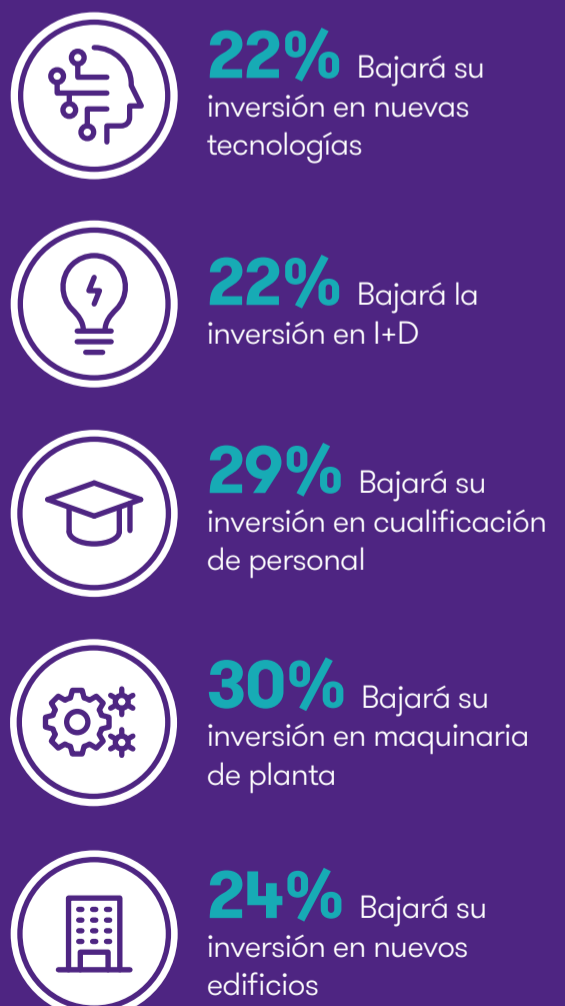 22% Bajará su
inversión en nuevas
tecnologías
22% Bajará la
inversión en I+D
29% Bajará su
inversión en cualificación
de personal
30% Bajará su
inversión en maquinaria
de planta
24% Bajará su
inversión en nuevos
edificios